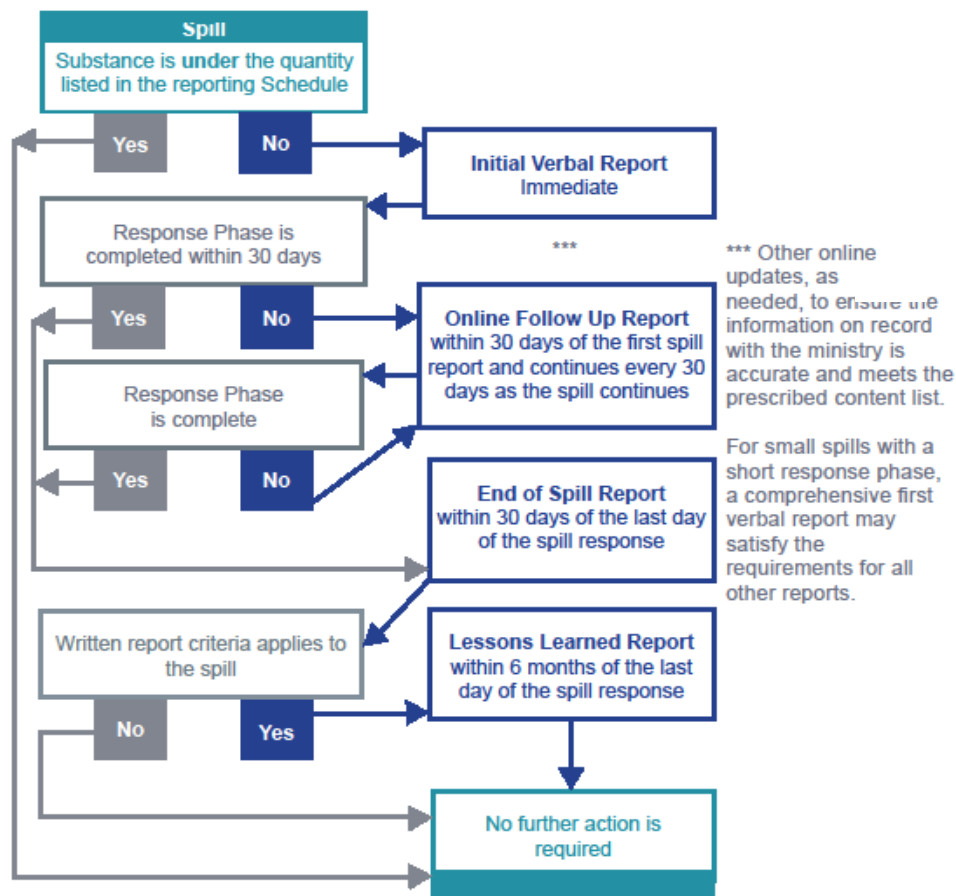 Spill
Substance is under the quantity
listed in the reporting Schedule
Yes
No
Initial Verbal Report
Immediate
Response Phase is
completed within 30 days
Yes
No
***
*** Other online
updates, as
needed, to ensure the
information on record
with the ministry is
accurate and meets the
prescribed content list.
For small spills with a
short response phase,
a comprehensive first
verbal report may
satisfy the
requirements for all
other reports.
Online Follow Up Report
within 30 days of the first spill
report and continues every 30
days as the spill continues
Response Phase
is complete
Yes
No
End of Spill Report
within 30 days of the last day
of the spill response
Written report criteria applies to
the spill
No
Yes
Lessons Learned Report
within 6 months of the last
day of the spill response
No further action is
required